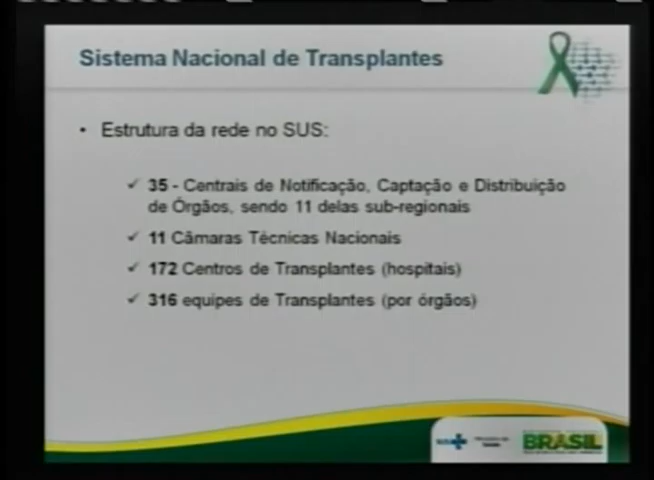 Sistema Nacional de Transplantes
• Estrutura da rede no SUS:
✓ 35 - Centrais de Notificação, Captação e Distribuição
de Órgãos, sendo 11 delas sub-regionais
✓ 11 Câmaras Técnicas Nacionais
✓ 172 Centros de Transplantes (hospitais)
✓ 316 equipes de Transplantes (por órgãos)
BRASIL